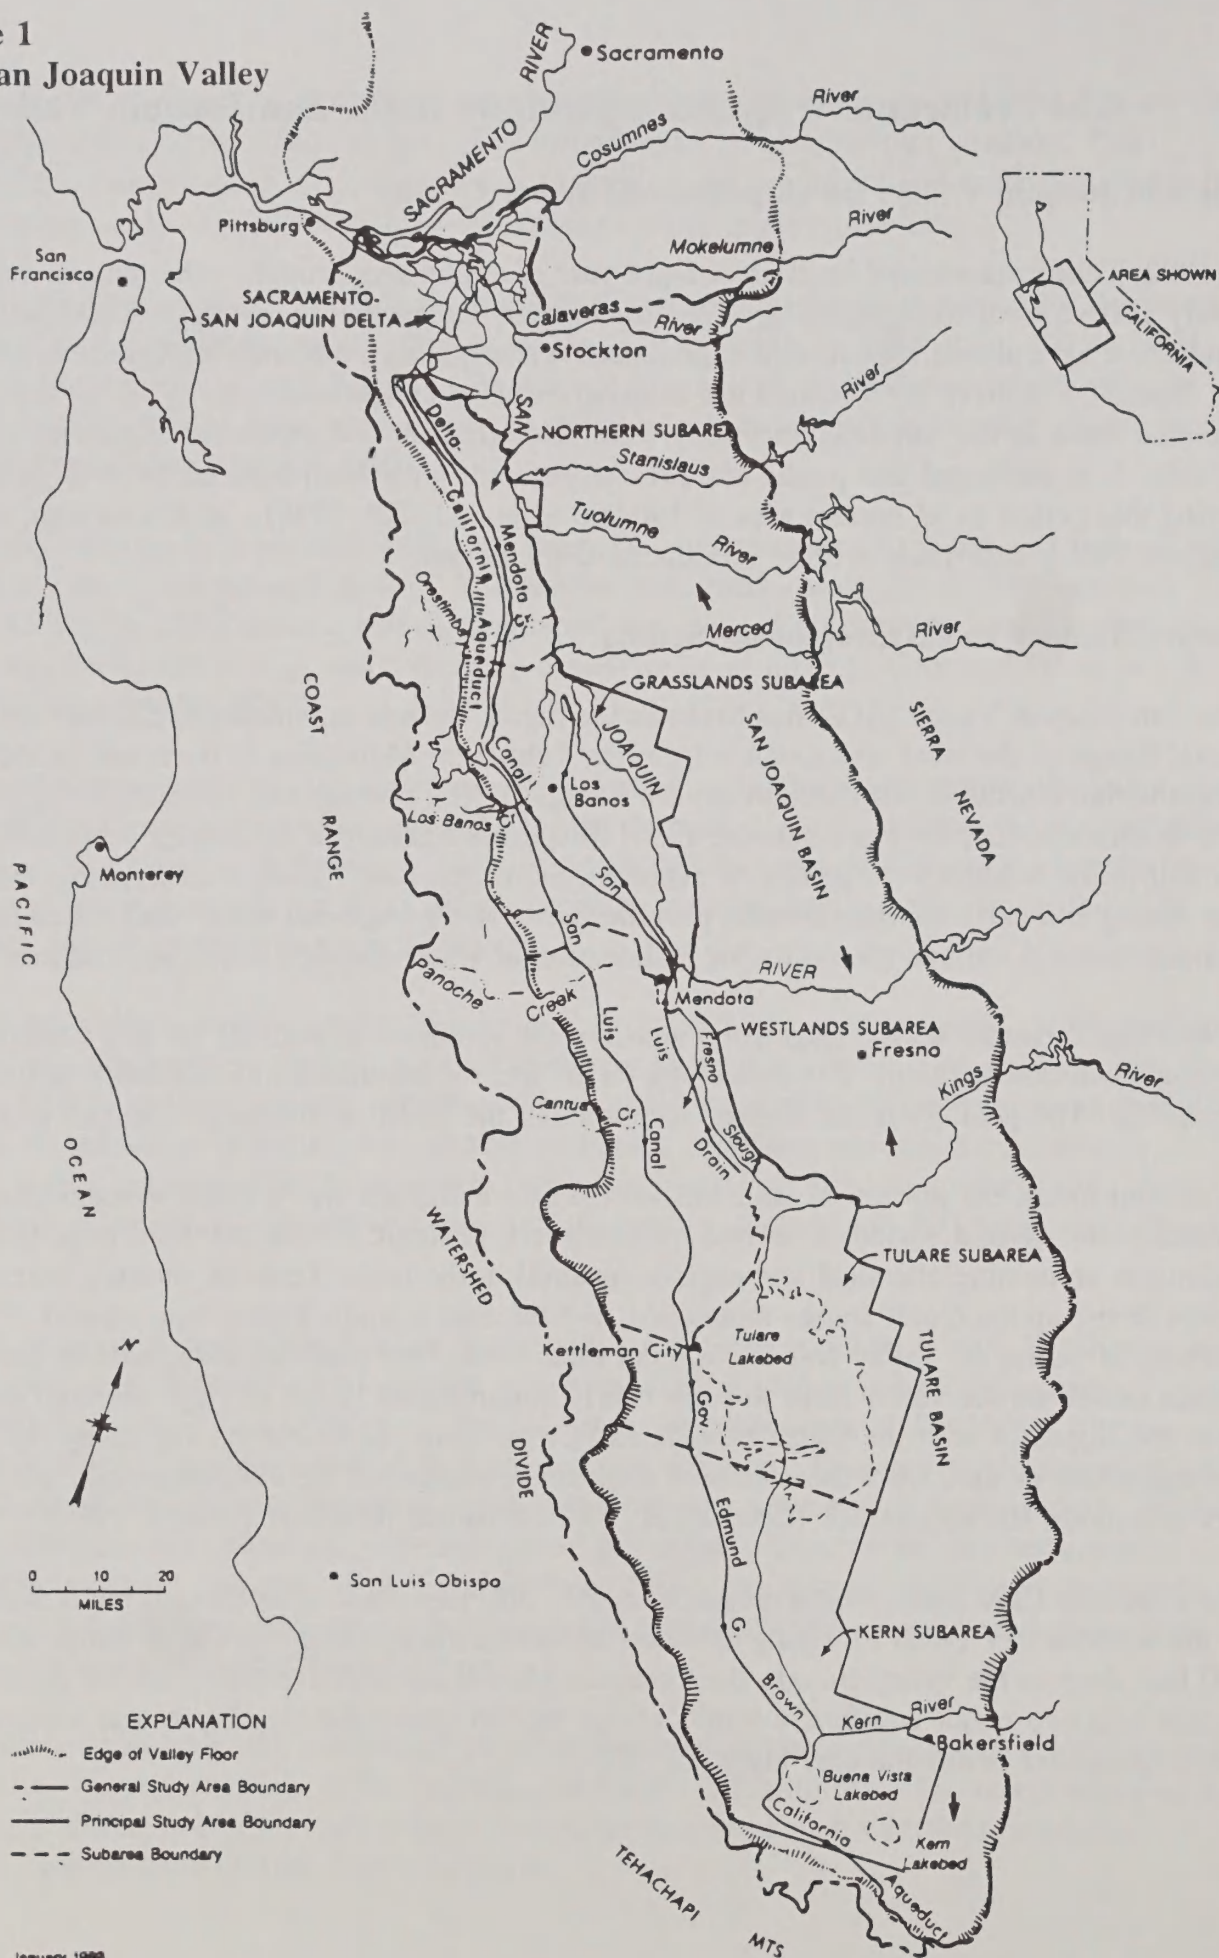 e 1
an Joaquin Valley
Sacramento
SACRAMENTO RIVER
Cosumnes River
Mokelumne River
Pittsburg
San
Francisco
SACRAMENTO-
SAN JOAQUIN DELTA
Calaveras River
Stockton
River
AREA SHOWN
CALIFORNIA
SAN
NORTHERN SUBAREA
Stanislaus
Delta-
Mendota
California
Aqueduct
Tuolumne River
Orestimba Cr
Merced River
COAST
RANGE
GRASSLANDS SUBAREA
JOAQUIN
SAN JOAQUIN BASIN
SIERRA
NEVADA
Canal
Los
Banos
Los Banos Cr
Monterey
PACIFIC
OCEAN
San
San
RIVER
Panoche
Creek
Mendota
Luis
Luis
WESTLANDS SUBAREA
Fresno
Fresno
Slough
Kings River
Cantua Cr
Canal
Drain
WATERSHED
DIVIDE
TULARE SUBAREA
Tulare
Lakebed
Kettleman City
TULARE BASIN
N
Gov.
Edmund
G.
Brown
San Luis Obispo
0 10 20
MILES
KERN SUBAREA
Kern River
Bakersfield
Buena Vista
Lakebed
California
Aqueduct
Kern
Lakebed
TEHACHAPI
MTS
EXPLANATION
Edge of Valley Floor
General Study Area Boundary
Principal Study Area Boundary
Subarea Boundary